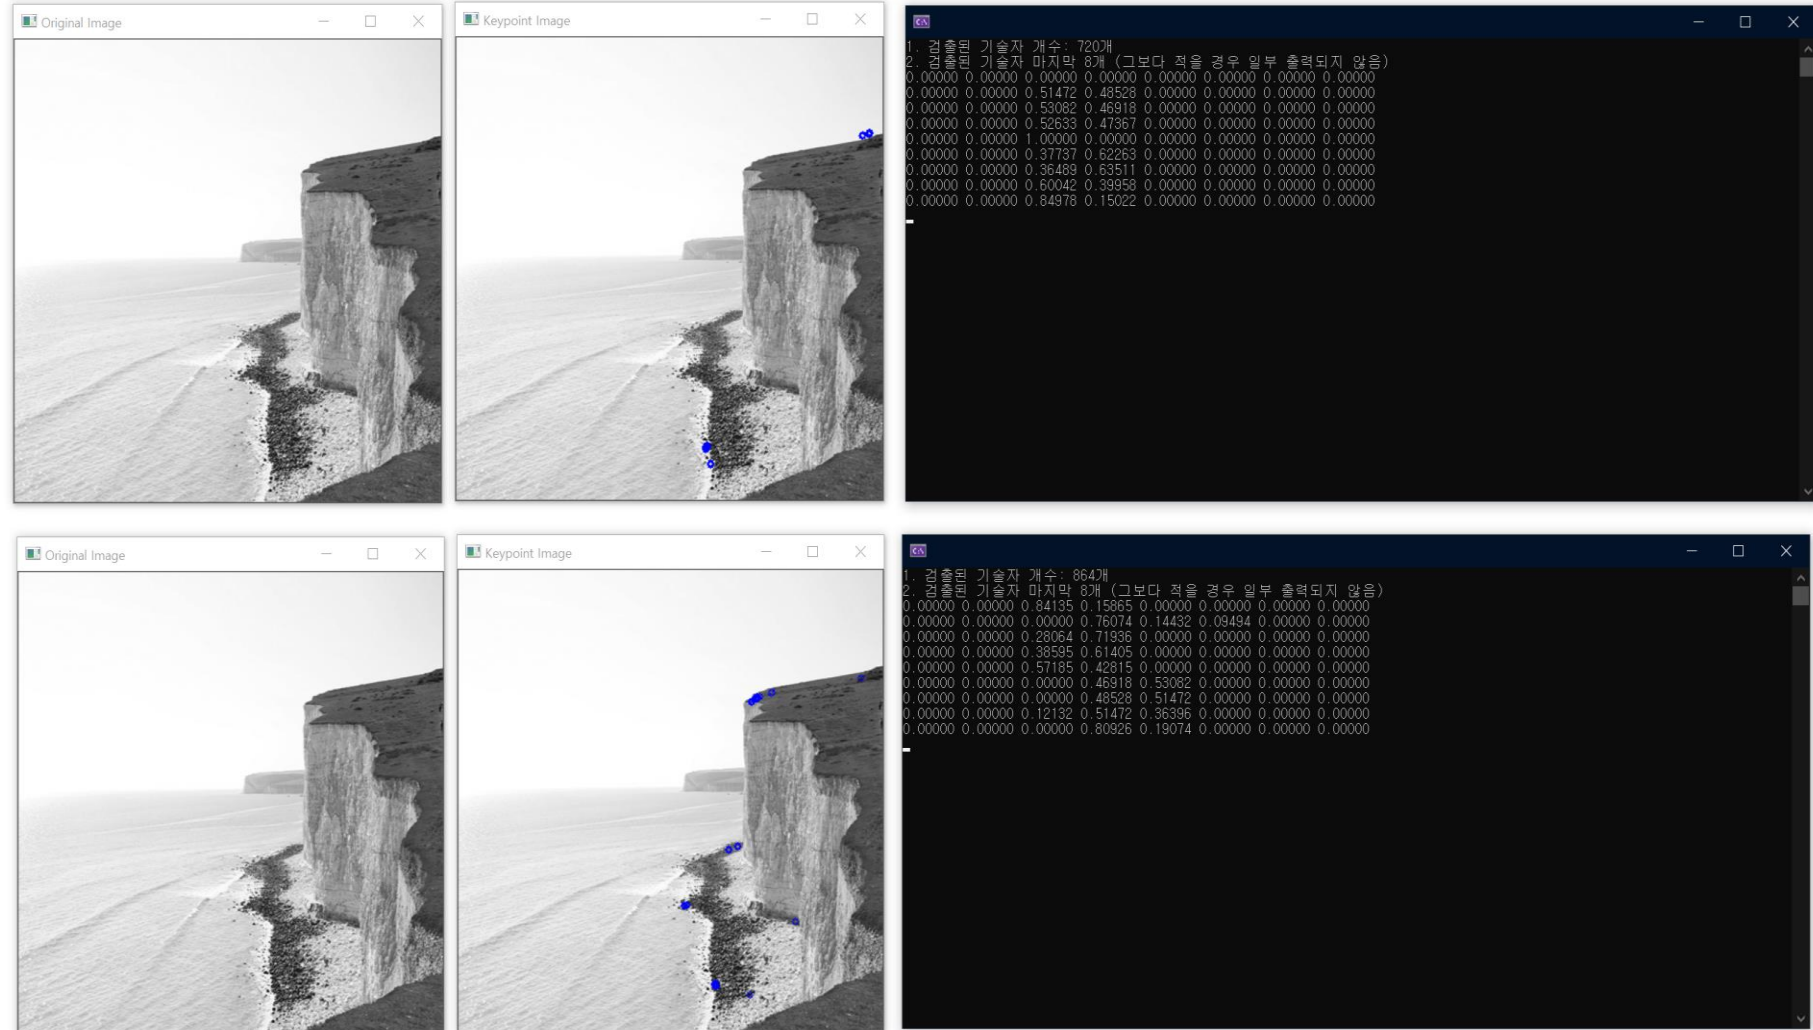 Original Image
Keypoint Image
1. 검출된 기술자 개수: 720개
2. 검출된 기술자 마지막 8개 (그보다 적을 경우 일부 출력되지 않음)
0.00000 0.00000 0.00000 0.00000 0.00000 0.00000 0.00000 0.00000
0.00000 0.00000 0.51472 0.48528 0.00000 0.00000 0.00000 0.00000
0.00000 0.00000 0.53082 0.46918 0.00000 0.00000 0.00000 0.00000
0.00000 0.00000 0.52633 0.47367 0.00000 0.00000 0.00000 0.00000
0.00000 0.00000 1.00000 0.00000 0.00000 0.00000 0.00000 0.00000
0.00000 0.00000 0.37737 0.62263 0.00000 0.00000 0.00000 0.00000
0.00000 0.00000 0.36489 0.63511 0.00000 0.00000 0.00000 0.00000
0.00000 0.00000 0.60042 0.39958 0.00000 0.00000 0.00000 0.00000
0.00000 0.00000 0.84978 0.15022 0.00000 0.00000 0.00000 0.00000
Original Image
Keypoint Image
1. 검출된 기술자 개수: 864개
2. 검출된 기술자 마지막 8개 (그보다 적을 경우 일부 출력되지 않음)
0.00000 0.00000 0.84135 0.15865 0.00000 0.00000 0.00000 0.00000
0.00000 0.00000 0.00000 0.76074 0.14432 0.09494 0.00000 0.00000
0.00000 0.00000 0.28064 0.71936 0.00000 0.00000 0.00000 0.00000
0.00000 0.00000 0.38595 0.61405 0.00000 0.00000 0.00000 0.00000
0.00000 0.00000 0.57185 0.42815 0.00000 0.00000 0.00000 0.00000
0.00000 0.00000 0.00000 0.46918 0.53082 0.00000 0.00000 0.00000
0.00000 0.00000 0.00000 0.48528 0.51472 0.00000 0.00000 0.00000
0.00000 0.00000 0.12132 0.51472 0.36396 0.00000 0.00000 0.00000
0.00000 0.00000 0.00000 0.80926 0.19074 0.00000 0.00000 0.00000